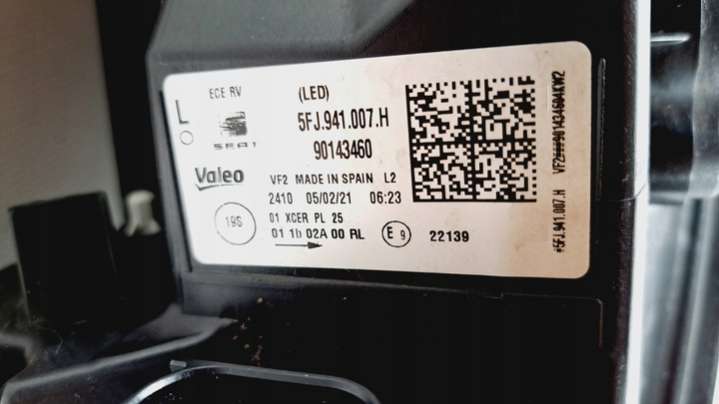 L
ECE RV
(LED)
5FJ.941.007.H
SEAT
90143460
Valeo
VF2 MADE IN SPAIN L2
2410 05/02/21 06:23
19S
01 XCER PL 25
01 1b 02A 00 RL
E 9
22139